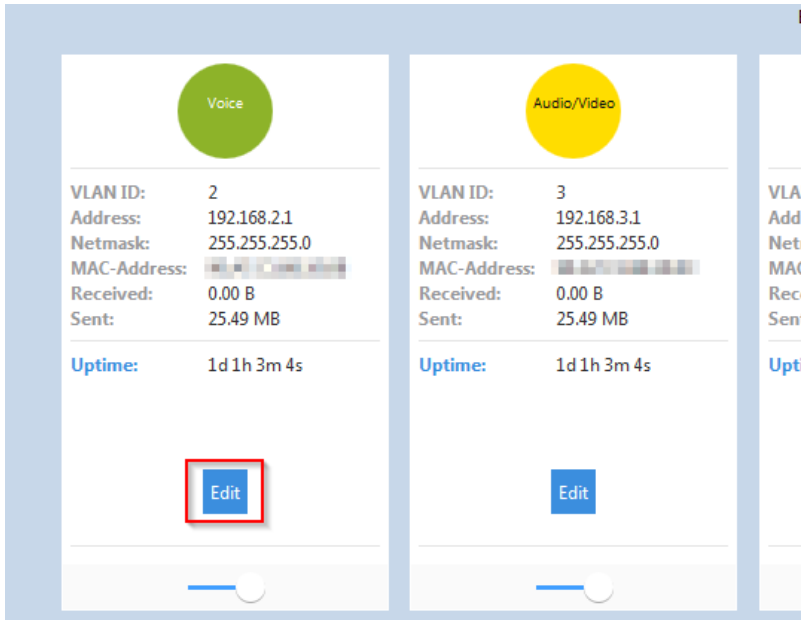 Voice
VLAN ID: 2
Address: 192.168.2.1
Netmask: 255.255.255.0
MAC-Address:
Received: 0.00 B
Sent: 25.49 MB
Uptime: 1d 1h 3m 4s
Edit
Audio/Video
VLAN ID: 3
Address: 192.168.3.1
Netmask: 255.255.255.0
MAC-Address:
Received: 0.00 B
Sent: 25.49 MB
Uptime: 1d 1h 3m 4s
Edit